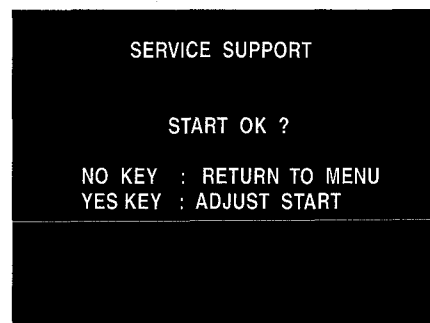 SERVICE SUPPORT
START OK ?
NO KEY : RETURN TO MENU
YES KEY : ADJUST START